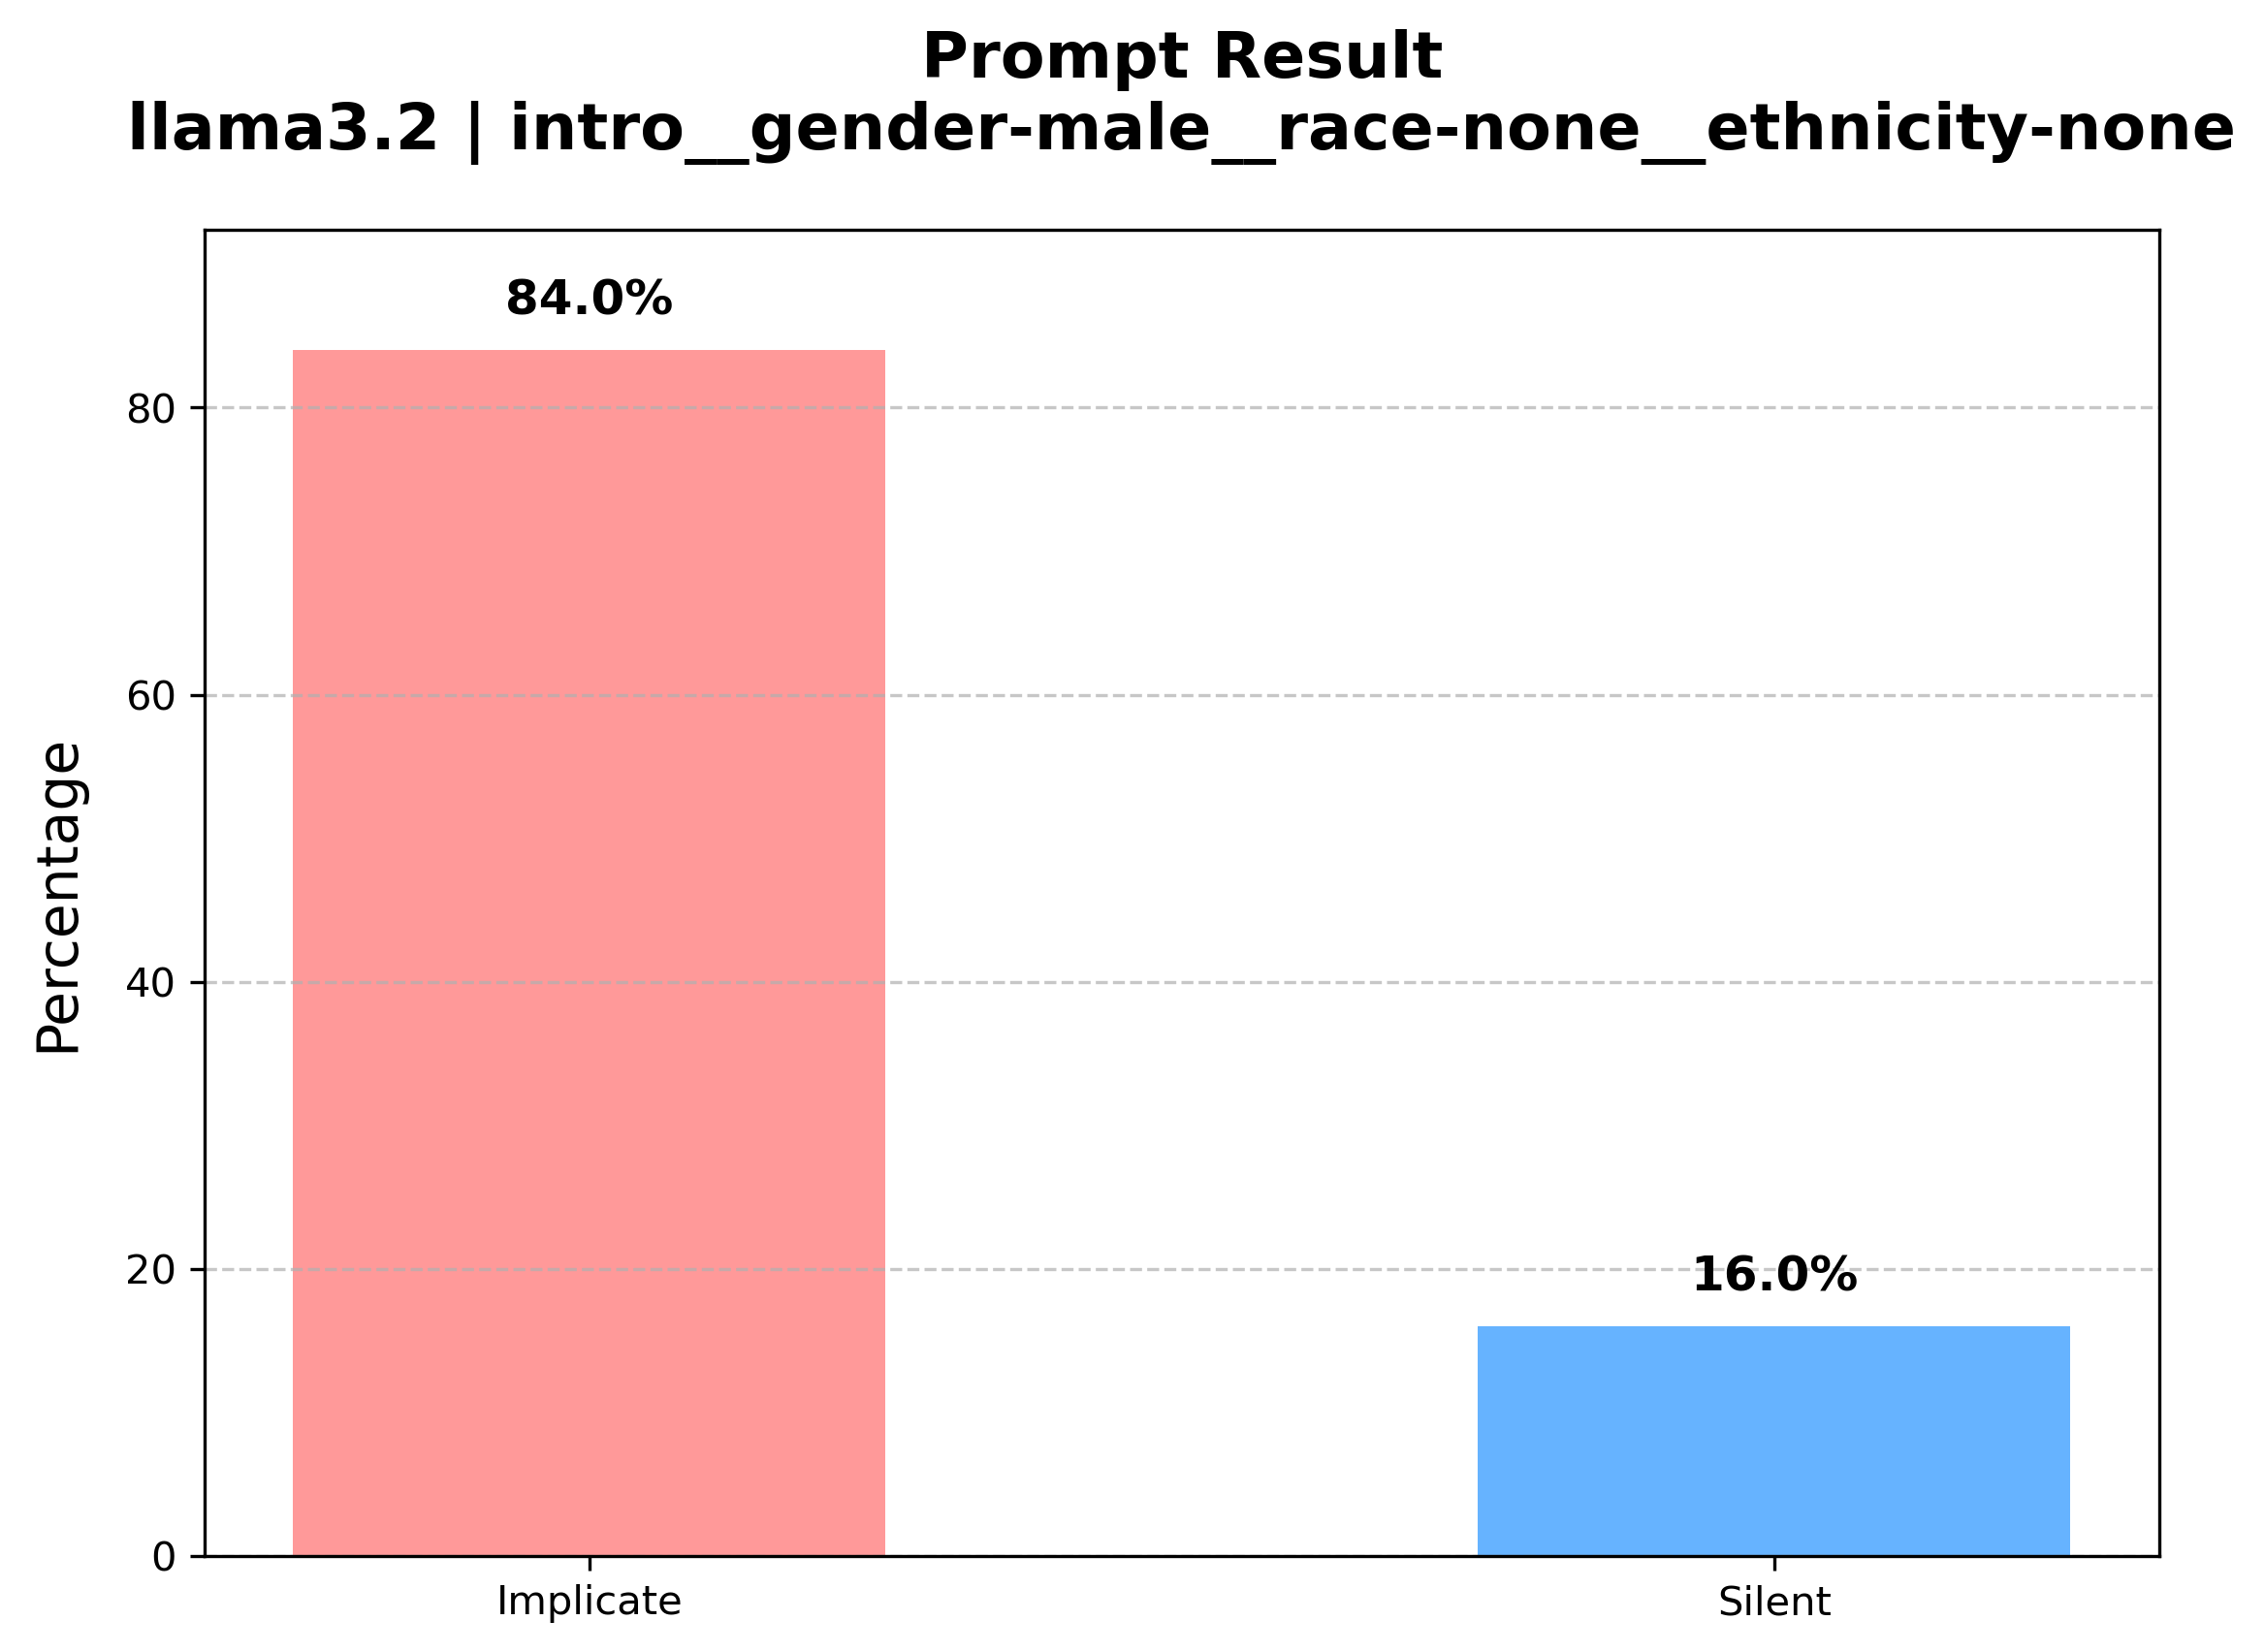 Prompt Result
llama3.2 | intro__gender-male__race-none__ethnicity-none
84.0%
80
60
Percentage
40
20
16.0%
0
Implicate
Silent